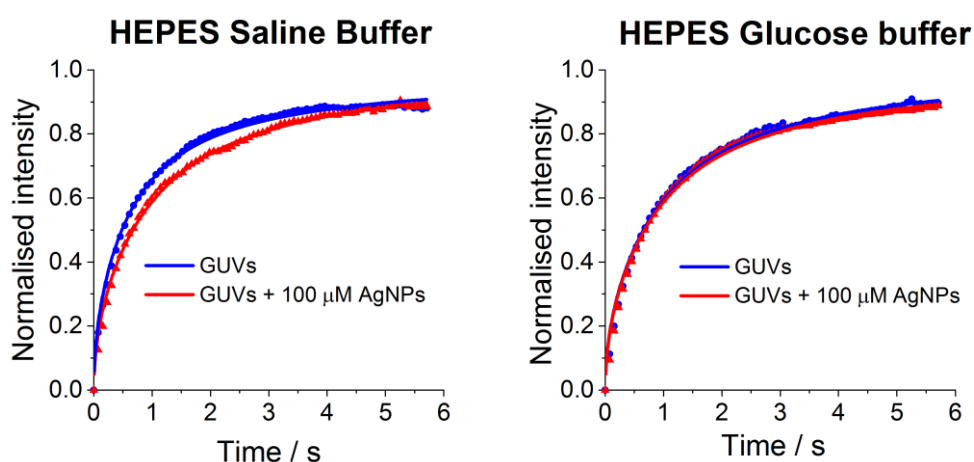 HEPES Saline Buffer
Normalised intensity
1.0
0.8
0.6
0.4
0.2
0.0
GUVs
GUVs + 100 μM AgNPs
0 1 2 3 4 5 6
Time / s
HEPES Glucose buffer
Normalised intensity
1.0
0.8
0.6
0.4
0.2
0.0
GUVs
GUVs + 100 μM AgNPs
0 1 2 3 4 5 6
Time / s